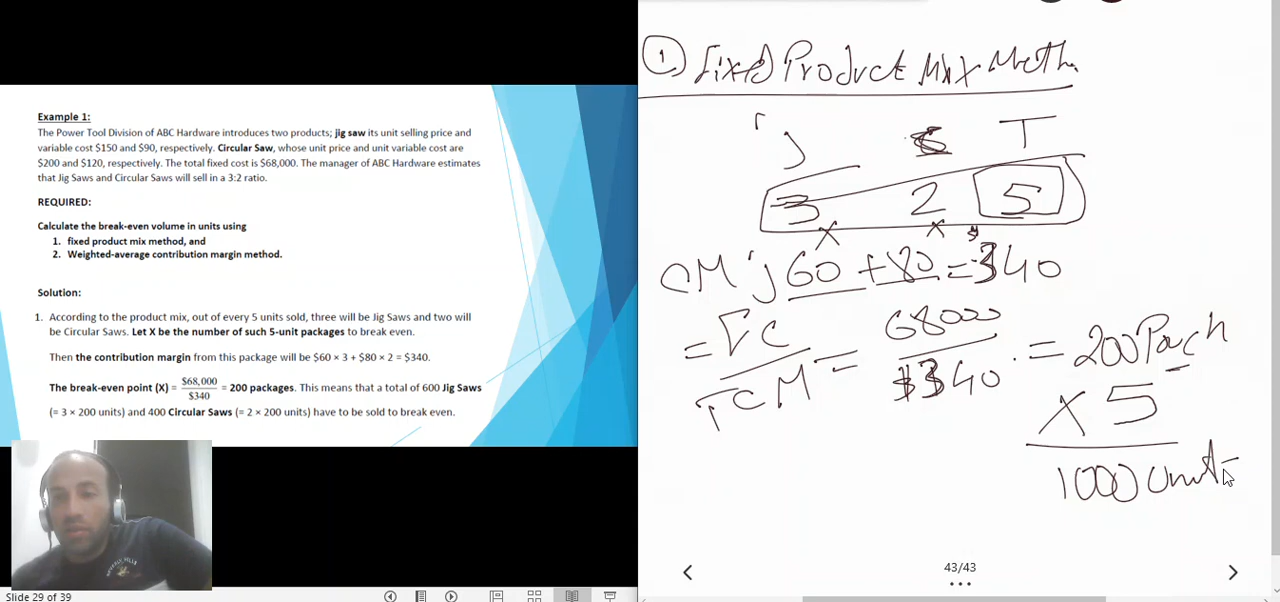 Example 1:
The Power Tool Division of ABC Hardware introduces two products; jig saw its unit selling price and
variable cost $150 and $90, respectively. Circular Saw, whose unit price and unit variable cost are
$200 and $120, respectively. The total fixed cost is $68,000. The manager of ABC Hardware estimates
that Jig Saws and Circular Saws will sell in a 3:2 ratio.
REQUIRED:
Calculate the break-even volume in units using
1. fixed product mix method, and
2. Weighted-average contribution margin method.
Solution:
1. According to the product mix, out of every 5 units sold, three will be Jig Saws and two will
be Circular Saws. Let X be the number of such 5-unit packages to break even.
Then the contribution margin from this package will be $60 × 3 + $80 × 2 = $340.
The break-even point (X) = $68,000 / $340 = 200 packages. This means that a total of 600 Jig Saws
(= 3 × 200 units) and 400 Circular Saws (= 2 × 200 units) have to be sold to break even.
Slide 29 of 39
1 Fixed Product Mix Meth.
J T
3 2 5
x x $
CM 60 + 80 = 340
= FC / TCM = 68000 / $340 = 200 Pach
X 5
1000 Units
43/43